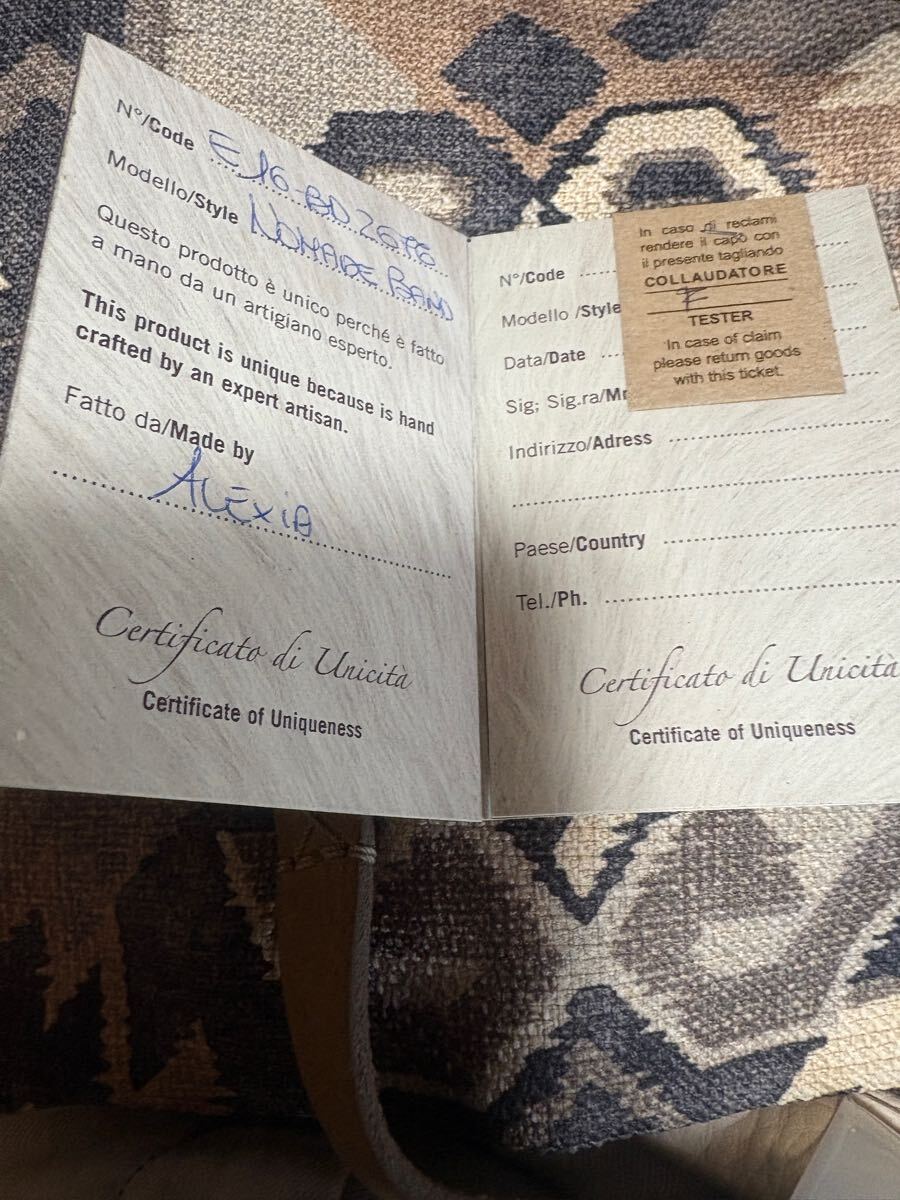 N°/Code E16-BD2676
Modello/Style NOMADE BAND
Questo prodotto è unico perché è fatto
a mano da un artigiano esperto.
This product is unique because is hand
crafted by an expert artisan.
Fatto da/Made by
ALEXIA
Certificato di Unicità
Certificate of Uniqueness
N°/Code
Modello /Style
Data/Date
Sig; Sig.ra/Mr
Indirizzo/Adress
Paese/Country
Tel./Ph.
Certificato di Unicità
Certificate of Uniqueness
In caso di reclami
rendere il capo con
il presente tagliando
COLLAUDATORE
TESTER
In case of claim
please return goods
with this ticket.